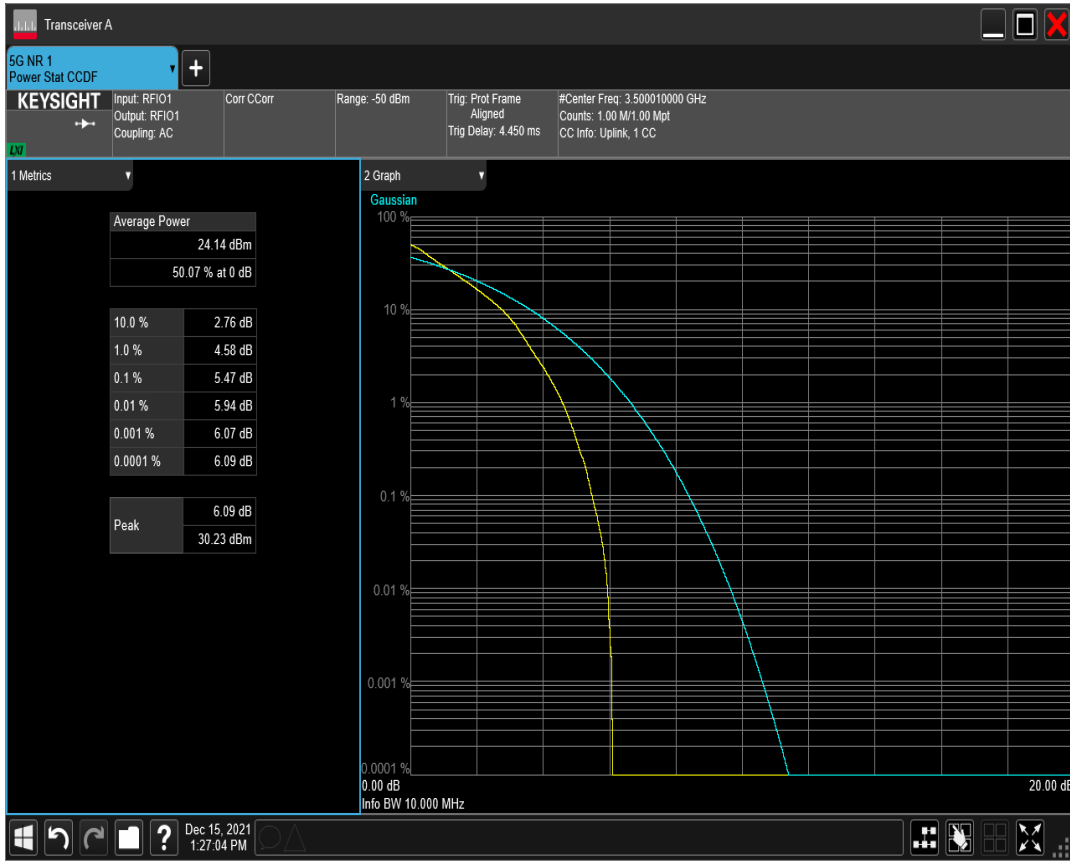 Transceiver A
5G NR 1
Power Stat CCDF
+
KEYSIGHT
LXI
Input: RFIO1
Output: RFIO1
Coupling: AC
Corr CCorr
Range: -50 dBm
Trig: Prot Frame
Aligned
Trig Delay: 4.450 ms
#Center Freq: 3.500010000 GHz
Counts: 1.00 M/1.00 Mpt
CC Info: Uplink, 1 CC
1 Metrics
Average Power
24.14 dBm
50.07 % at 0 dB
10.0 % 2.76 dB
1.0 % 4.58 dB
0.1 % 5.47 dB
0.01 % 5.94 dB
0.001 % 6.07 dB
0.0001 % 6.09 dB
Peak
6.09 dB
30.23 dBm
2 Graph
Gaussian
100 %
10 %
1 %
0.1 %
0.01 %
0.001 %
0.0001 %
0.00 dB 20.00 dB
Info BW 10.000 MHz
?
Dec 15, 2021
1:27:04 PM